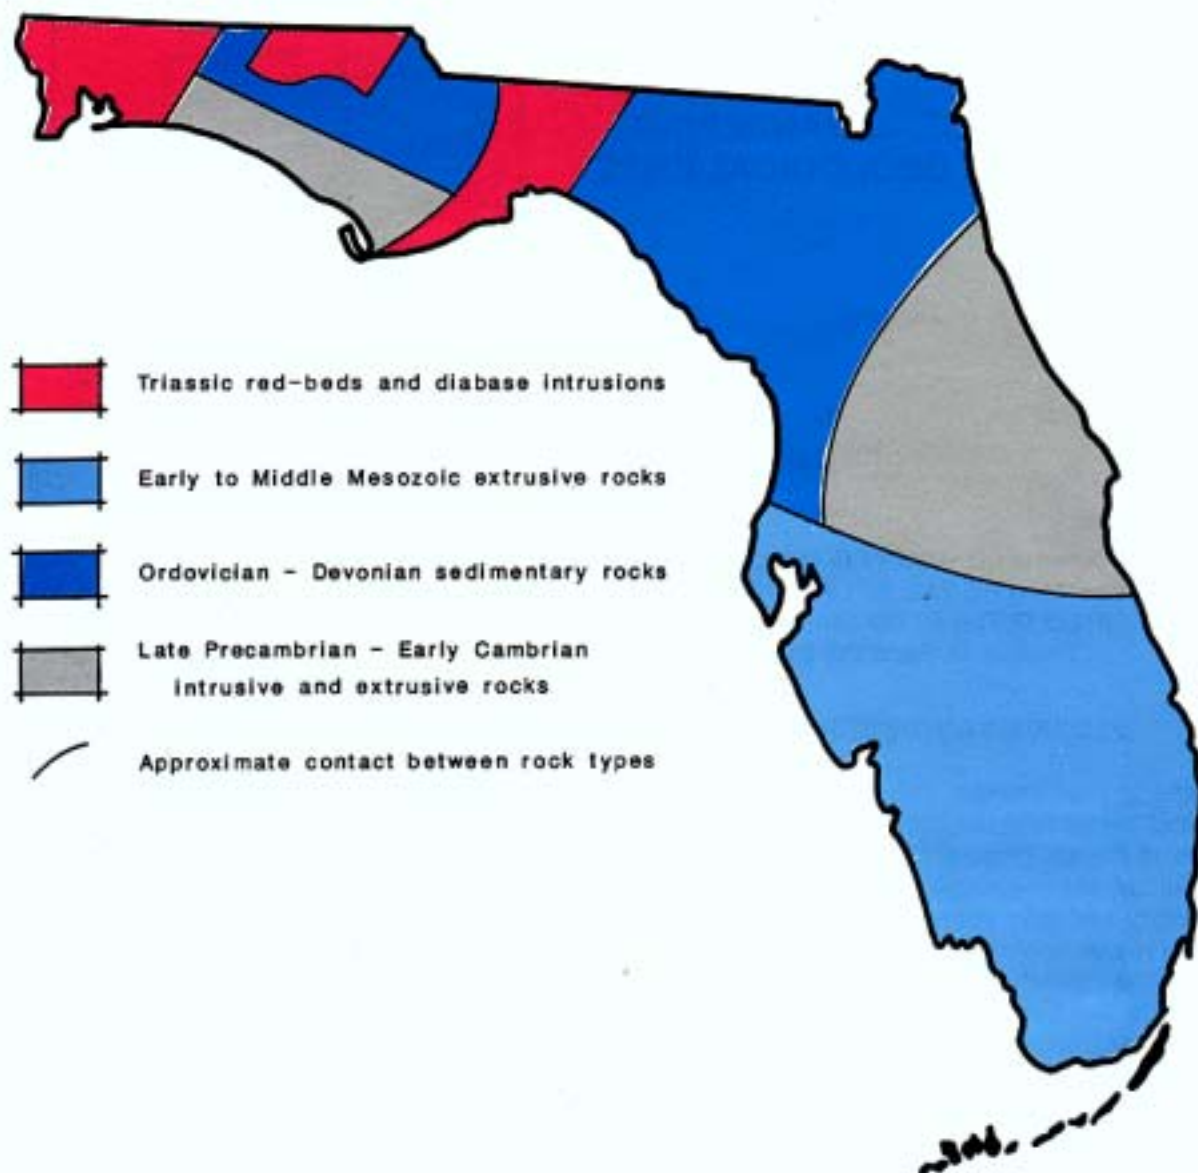 Triassic red-beds and diabase intrusions
Early to Middle Mesozoic extrusive rocks
Ordovician - Devonian sedimentary rocks
Late Precambrian - Early Cambrian
intrusive and extrusive rocks
Approximate contact between rock types